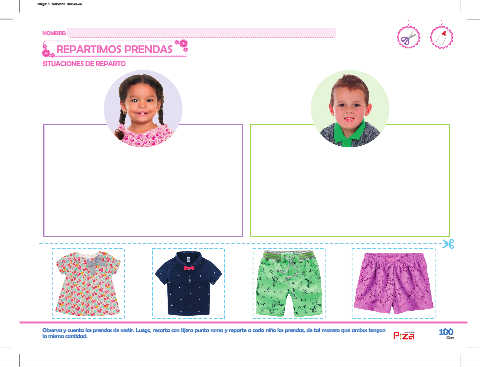 NOMBRE:
REPARTIMOS PRENDAS
SITUACIONES DE REPARTO
Observa y cuenta las prendas de vestir. Luego, recorta con tijera punta roma y reparte a cada niño las prendas, de tal manera que ambos tengan
la misma cantidad.
100